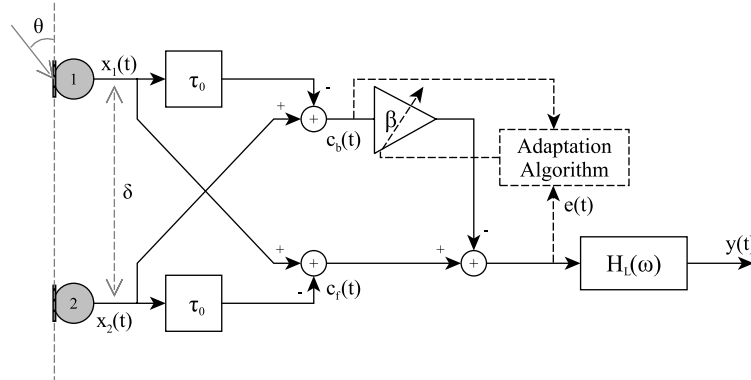 θ
1
x₁(t)
τ₀
-
+
+
β
c_b(t)
Adaptation
Algorithm
δ
-
e(t)
+
+
+
+
y(t)
H_L(ω)
-
c_f(t)
2
x₂(t)
τ₀